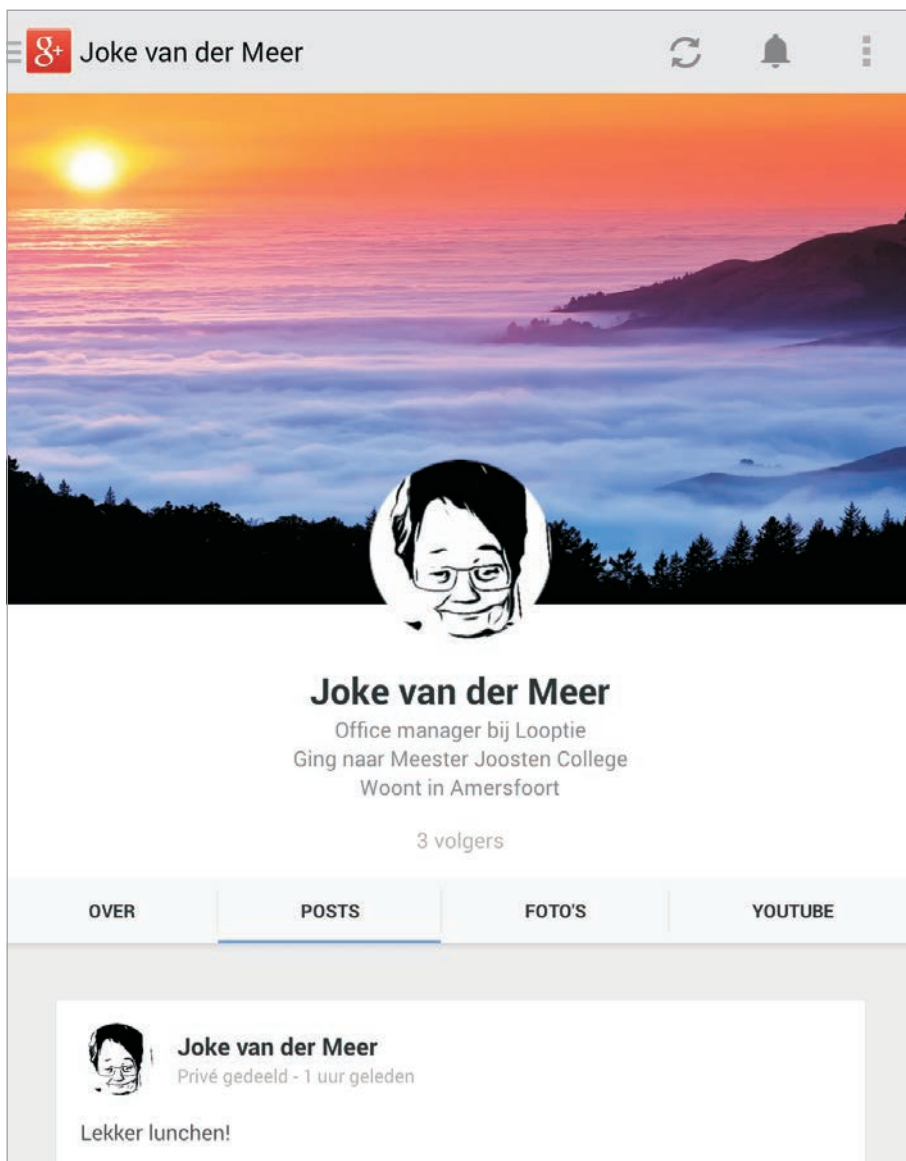 g+ Joke van der Meer
Joke van der Meer
Office manager bij Looptie
Ging naar Meester Joosten College
Woont in Amersfoort
3 volgers
OVER POSTS FOTO'S YOUTUBE
Joke van der Meer
Privé gedeeld - 1 uur geleden
Lekker lunchen!